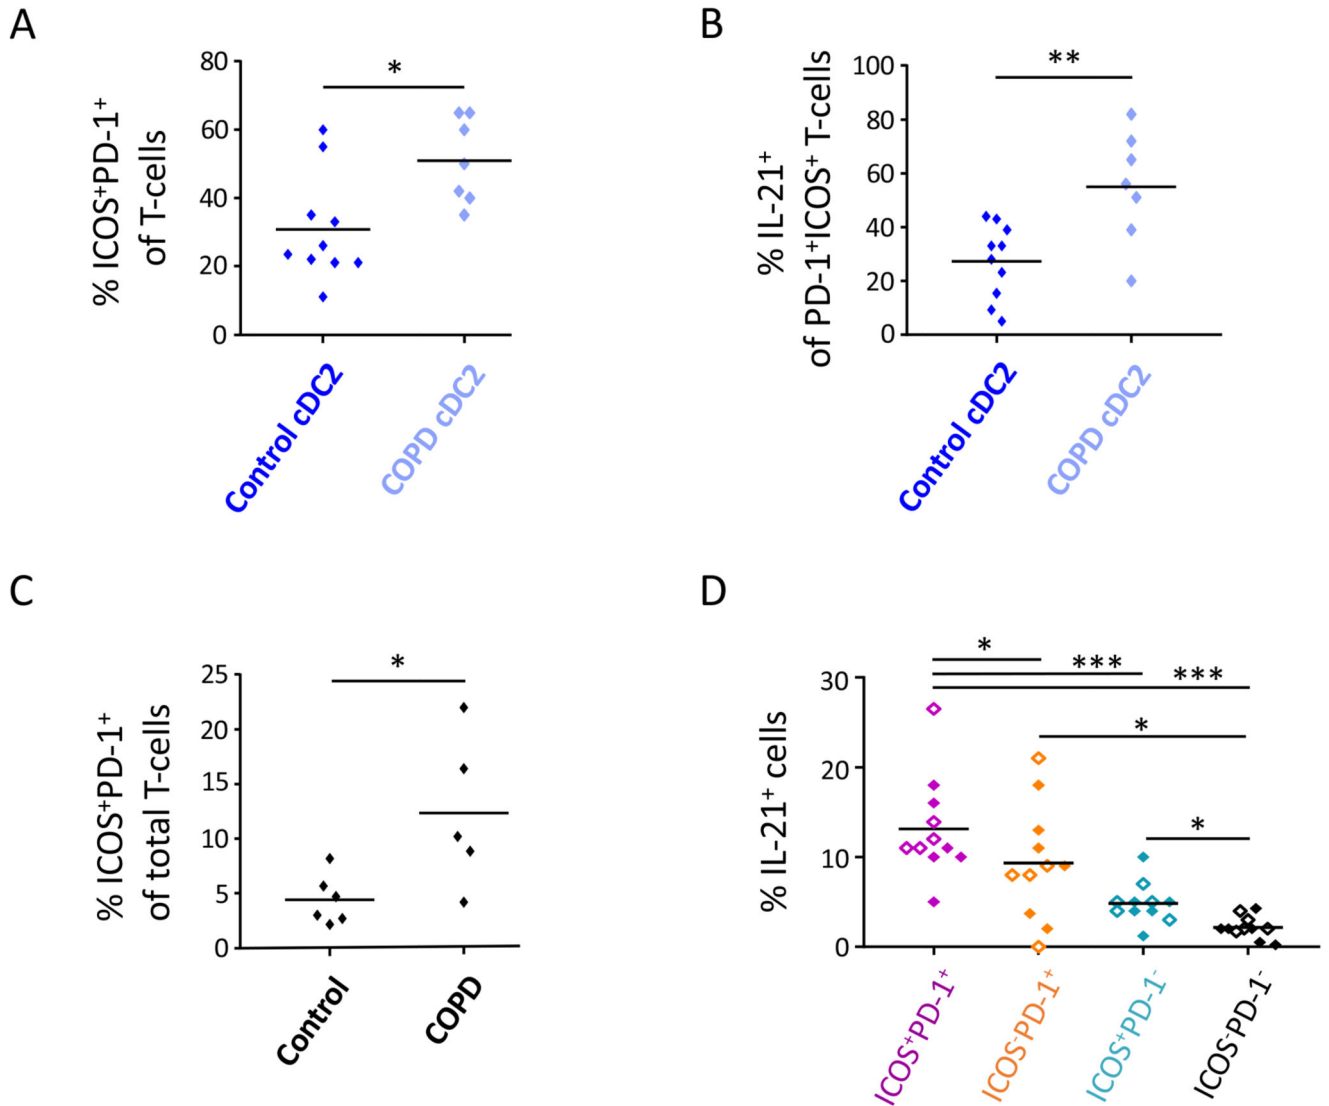 A
% ICOS⁺PD-1⁺
of T-cells
80
60
40
20
0
*
Control cDC2
COPD cDC2
B
% IL-21⁺
of PD-1⁺ICOS⁺ T-cells
100
80
60
40
20
0
**
Control cDC2
COPD cDC2
C
% ICOS⁺PD-1⁺
of total T-cells
25
20
15
10
5
0
*
Control
COPD
D
% IL-21⁺ cells
30
20
10
0
*
***
***
*
*
ICOS⁺PD-1⁺
ICOS⁻PD-1⁺
ICOS⁺PD-1⁻
ICOS⁻PD-1⁻